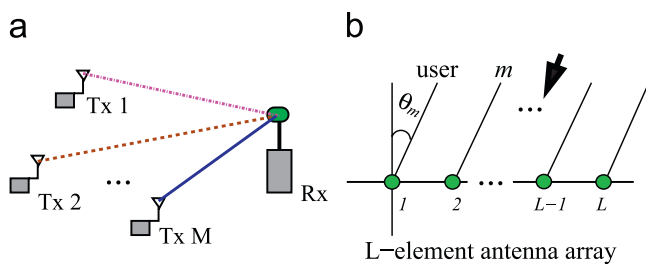 a
Tx 1
Tx 2
...
Tx M
Rx
b
user m
θm
...
1 2 ... L−1 L
L−element antenna array